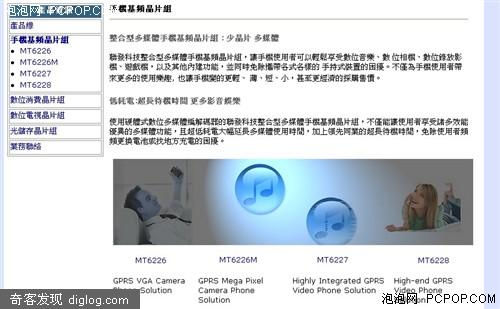 泡泡网 - PCPOP.COM
產品線
手機基頻晶片組
MT6226
MT6226M
MT6227
MT6228
數位消費晶片組
數位電視晶片組
光儲存晶片組
業務聯絡
手機基頻晶片組
整合型多媒體手機基頻晶片組：少晶片 多媒體
聯發科技整合型多媒體手機基頻晶片組，讓手機使用者可以輕鬆享受數位音樂、數位相機、數位錄放影
機、遊戲機，以及其他內建功能，並同時免除攜帶各式各樣的手持式裝置的困擾。不僅為手機使用者帶
來更多的使用樂趣，也讓手機變的更輕、薄、短、小，甚至更經濟的採購售價。
低耗電:超長待機時間 更多影音娛樂
使用硬體式數位多媒體編解碼器的聯發科技整合型多媒體手機基頻晶片組，不僅能讓使用者享受諸多效能
優異的多媒體功能，且超低耗電大幅延長多媒體使用時間，加上領先同業的超長待機時間，免除使用者頻
頻更換電池或找地方充電的困擾。
MT6226 MT6226M MT6227 MT6228
GPRS VGA Camera GPRS Mega Pixel Highly Integrated GPRS High-end GPRS
Phone Solution Camera Phone Video Phone Solution Video Phone
Solution
奇客发现 diglog.com
泡泡网 - PCPOP.COM